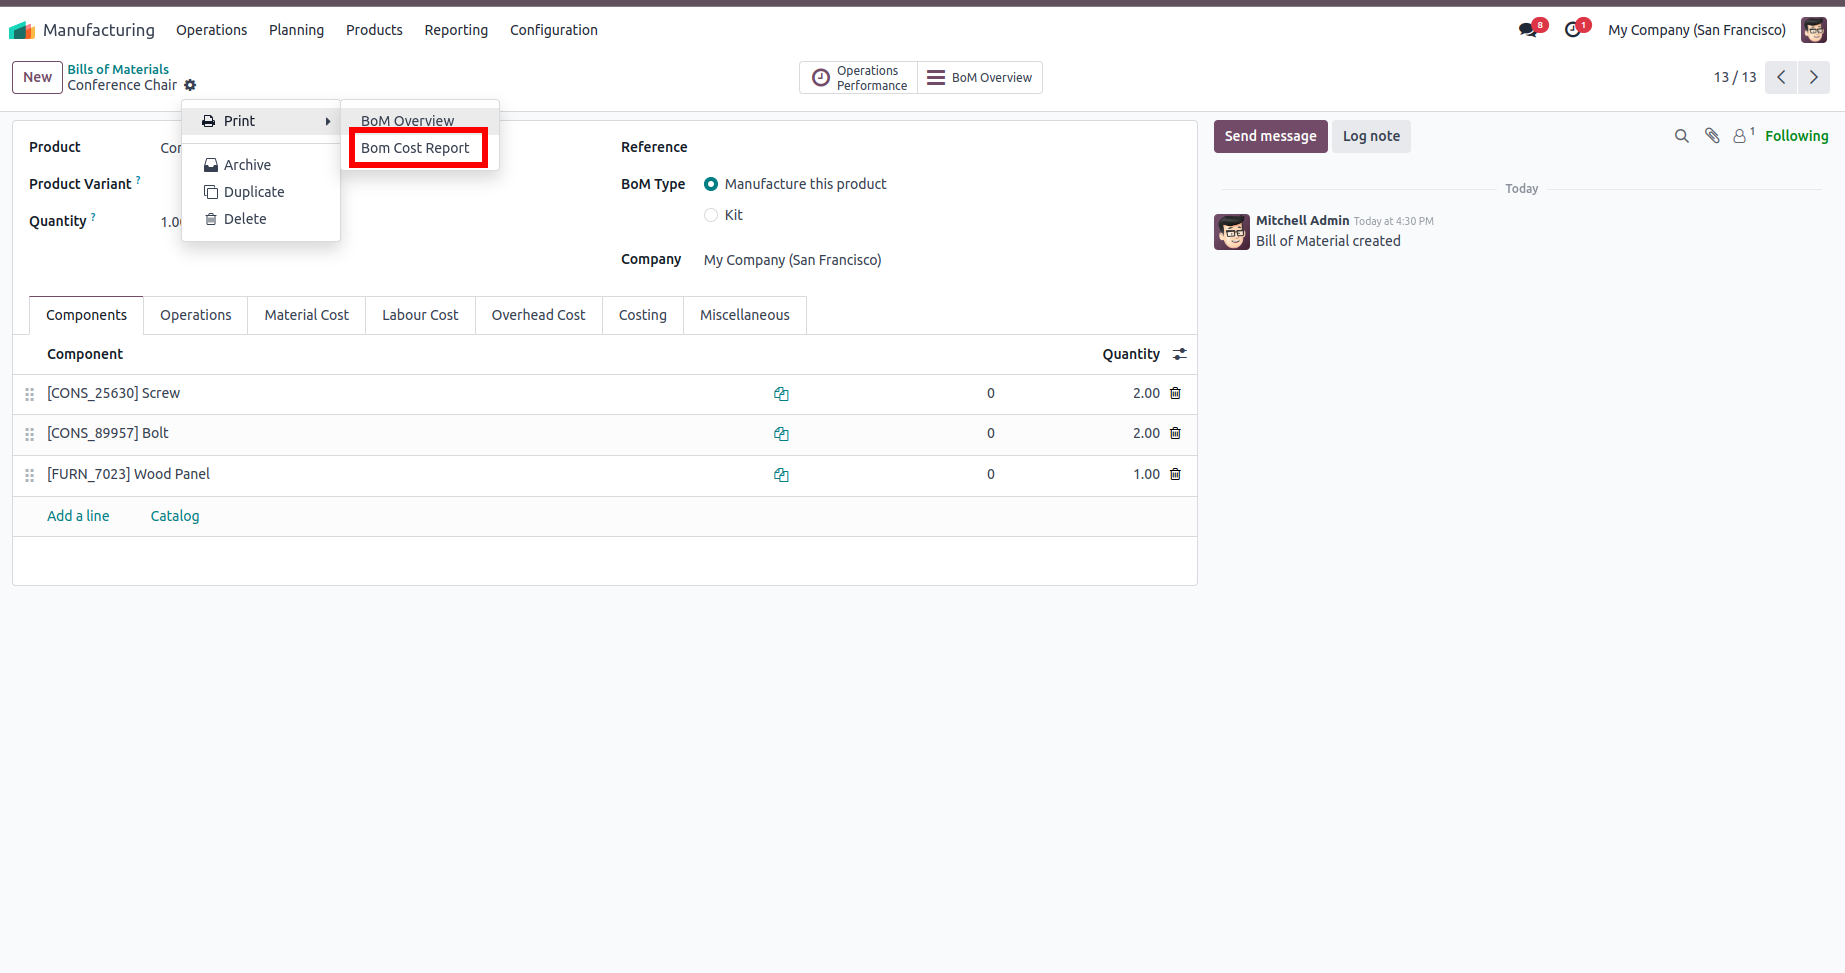 Manufacturing Operations Planning Products Reporting Configuration 8 1 My Company (San Francisco)
New Bills of Materials
Conference Chair
Operations Performance BoM Overview 13 / 13
Print BoM Overview
Bom Cost Report
Archive
Duplicate
Delete
Product Con
Product Variant ?
Quantity ? 1.00
Reference
BoM Type Manufacture this product
Kit
Company My Company (San Francisco)
Components Operations Material Cost Labour Cost Overhead Cost Costing Miscellaneous
Component Quantity
[CONS_25630] Screw 0 2.00
[CONS_89957] Bolt 0 2.00
[FURN_7023] Wood Panel 0 1.00
Add a line Catalog
Send message Log note 1 Following
Today
Mitchell Admin Today at 4:30 PM
Bill of Material created